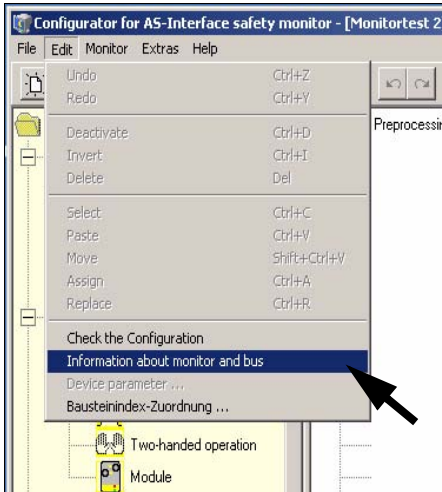 Configurator for AS-Interface safety monitor - [Monitortest 2
File Edit Monitor Extras Help
Undo Ctrl+Z
Redo Ctrl+Y
Preprocessin
Deactivate Ctrl+D
Invert Ctrl+I
Delete Del
Select Ctrl+C
Paste Ctrl+V
Move Shift+Ctrl+V
Assign Ctrl+A
Replace Ctrl+R
Check the Configuration
Information about monitor and bus
Device parameter ...
Bausteinindex-Zuordnung ...
Two-handed operation
Module